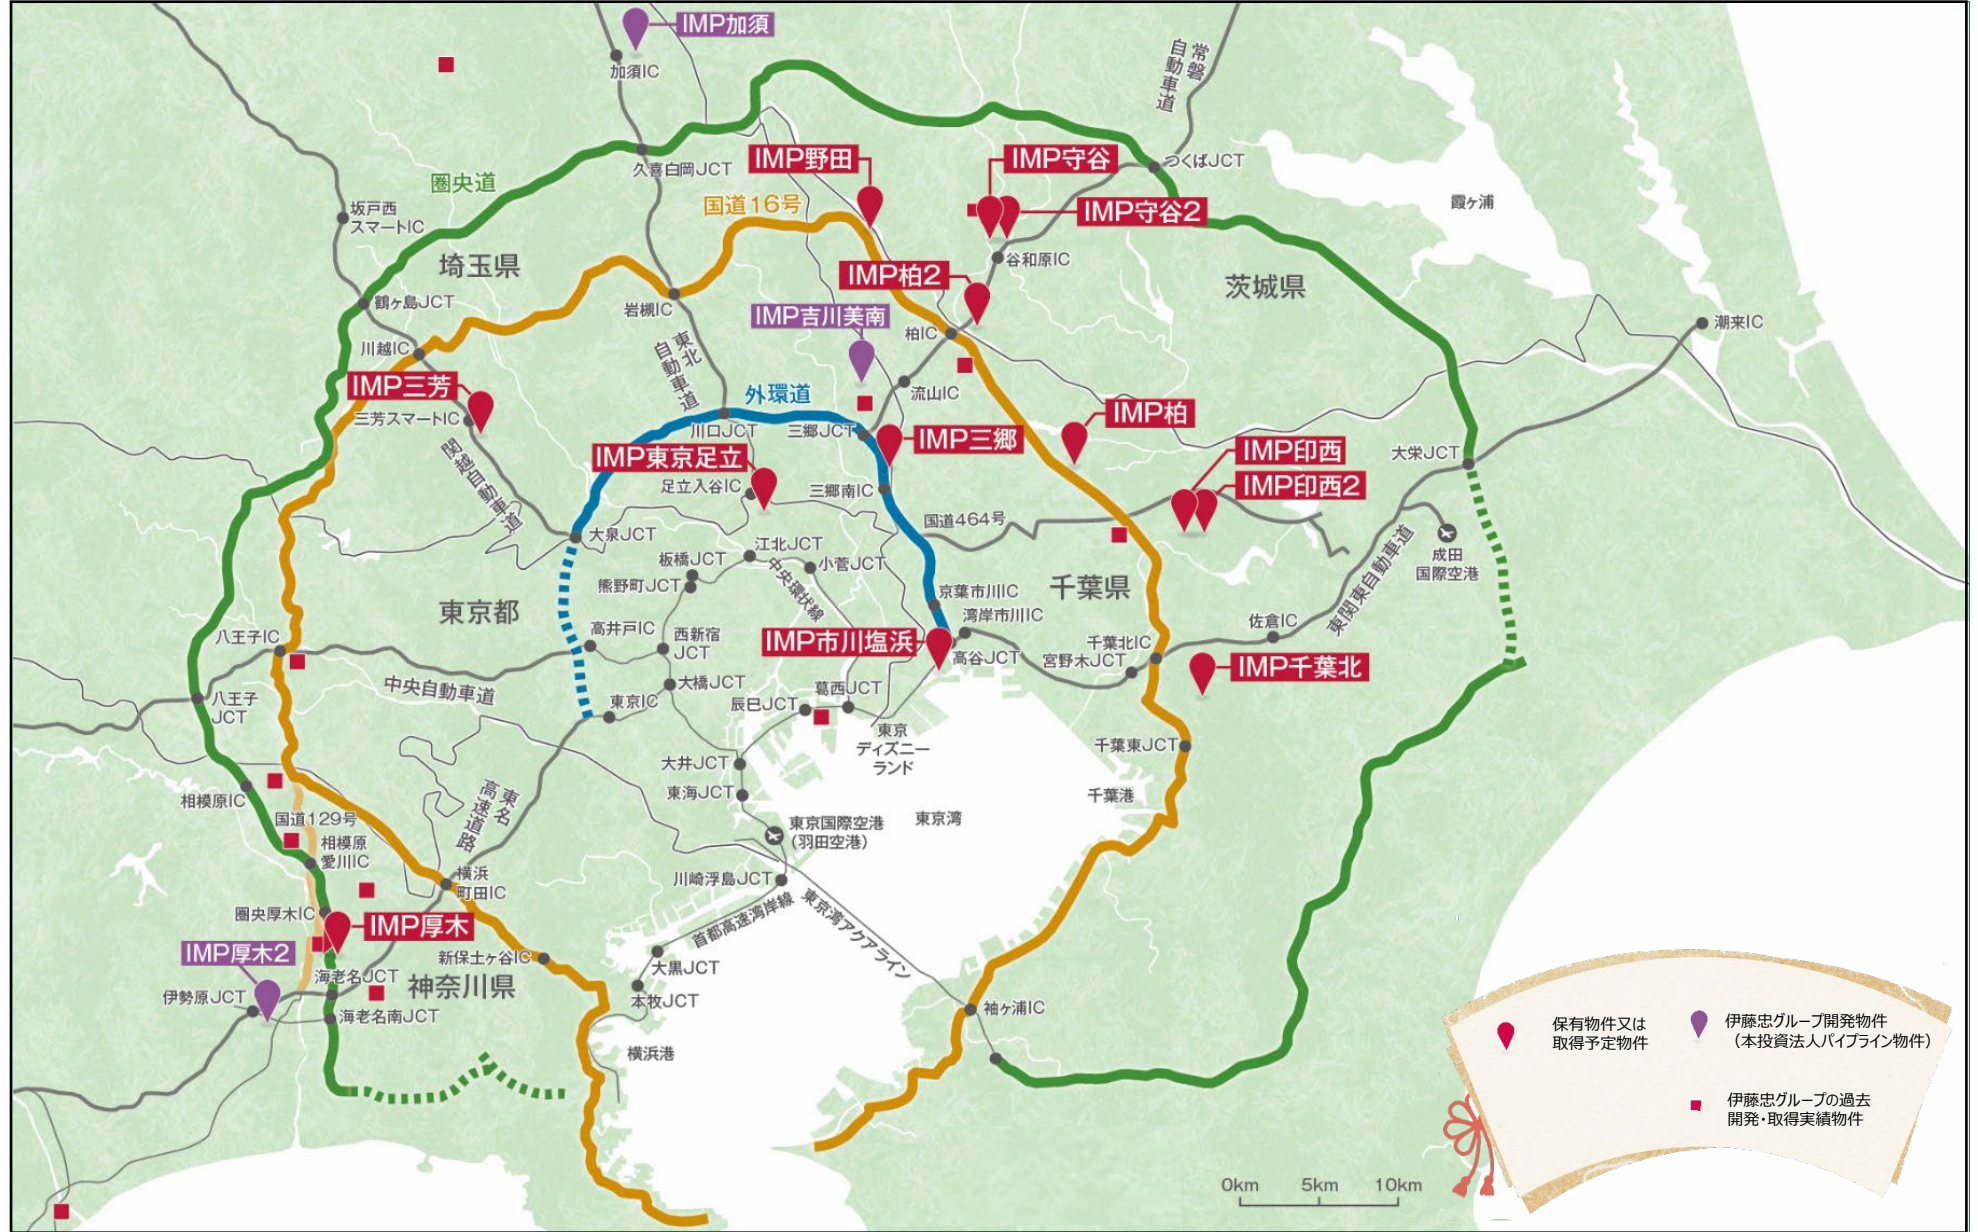 IMP加須
加須IC
常磐
自動車道
久喜白岡JCT
IMP野田
IMP守谷
つくばJCT
圏央道
国道16号
坂戸西
スマートIC
IMP守谷2
霞ヶ浦
埼玉県
谷和原IC
IMP柏2
茨城県
鶴ヶ島JCT
岩槻IC
IMP吉川美南
柏IC
潮来IC
川越IC
東北
自動車道
IMP三芳
外環道
流山IC
三芳スマートIC
川口JCT
三郷JCT
IMP柏
IMP三郷
関越自動車道
IMP東京足立
IMP印西
大栄JCT
足立入谷IC
三郷南IC
IMP印西2
国道464号
大泉JCT
江北JCT
板橋JCT
小菅JCT
熊野町JCT
中央環状線
成田
国際空港
東関東自動車道
千葉県
京葉市川IC
東京都
湾岸市川IC
八王子IC
高井戸IC
西新宿
JCT
IMP市川塩浜
高谷JCT
千葉北IC
宮野木JCT
佐倉IC
IMP千葉北
中央自動車道
八王子
JCT
大橋JCT
東京IC
辰巳JCT
葛西JCT
東京
ディズニー
ランド
千葉東JCT
大井JCT
東海JCT
相模原IC
東名
高速道路
千葉港
国道129号
東京国際空港
（羽田空港）
東京湾
相模原
愛川IC
横浜
町田IC
川崎浮島JCT
首都高速湾岸線
東京湾アクアライン
圏央厚木IC
IMP厚木
IMP厚木2
新保土ヶ谷IC
大黒JCT
海老名JCT
神奈川県
伊勢原JCT
本牧JCT
海老名南JCT
袖ヶ浦IC
横浜港
保有物件又は
取得予定物件
伊藤忠グループ開発物件
（本投資法人パイプライン物件）
伊藤忠グループの過去
開発・取得実績物件
0km 5km 10km